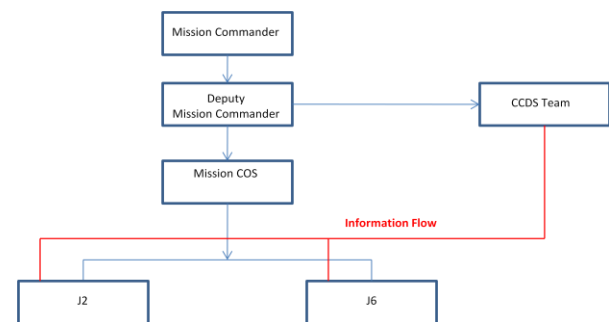 Mission Commander
Deputy
Mission Commander
CCDS Team
Mission COS
Information Flow
J2
J6